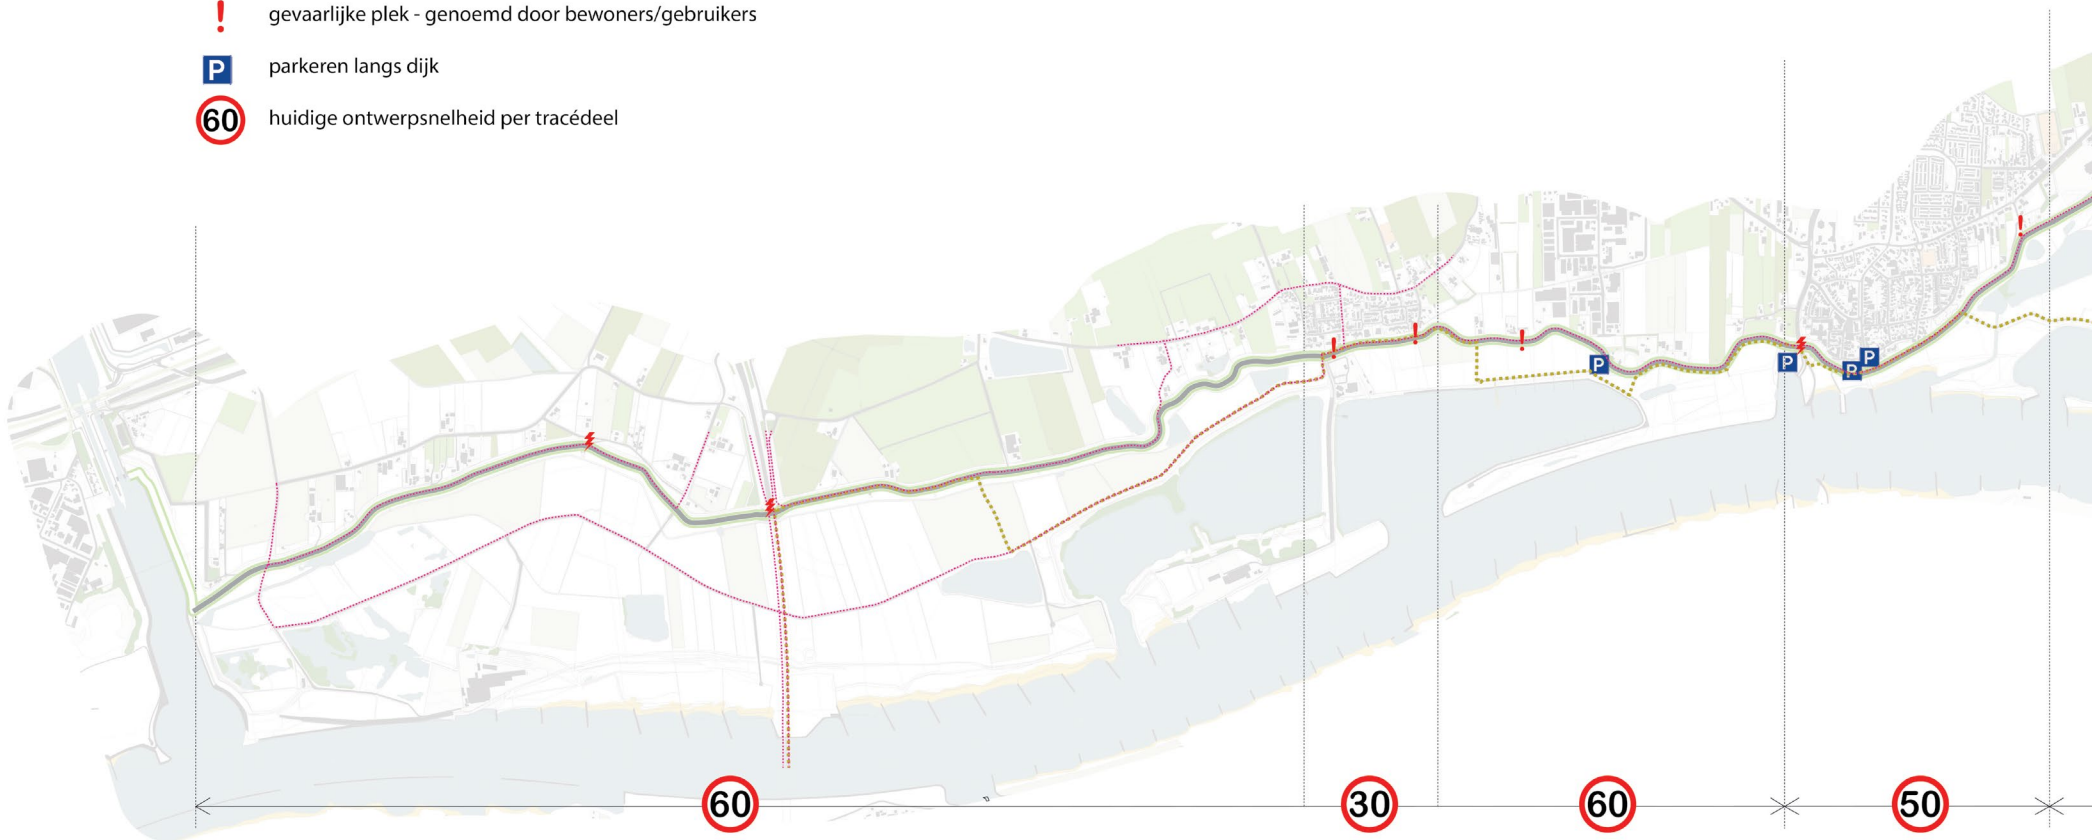 ! gevaarlijke plek - genoemd door bewoners/gebruikers
P parkeren langs dijk
60 huidige ontwerpsnelheid per tracédeel
P
P
P
P
60
30
60
50